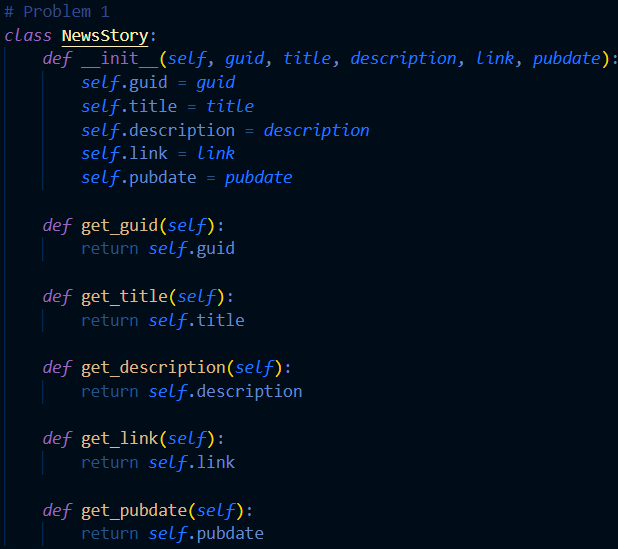 # Problem 1
class NewsStory:
    def __init__(self, guid, title, description, link, pubdate):
        self.guid = guid
        self.title = title
        self.description = description
        self.link = link
        self.pubdate = pubdate

    def get_guid(self):
        return self.guid

    def get_title(self):
        return self.title

    def get_description(self):
        return self.description

    def get_link(self):
        return self.link

    def get_pubdate(self):
        return self.pubdate